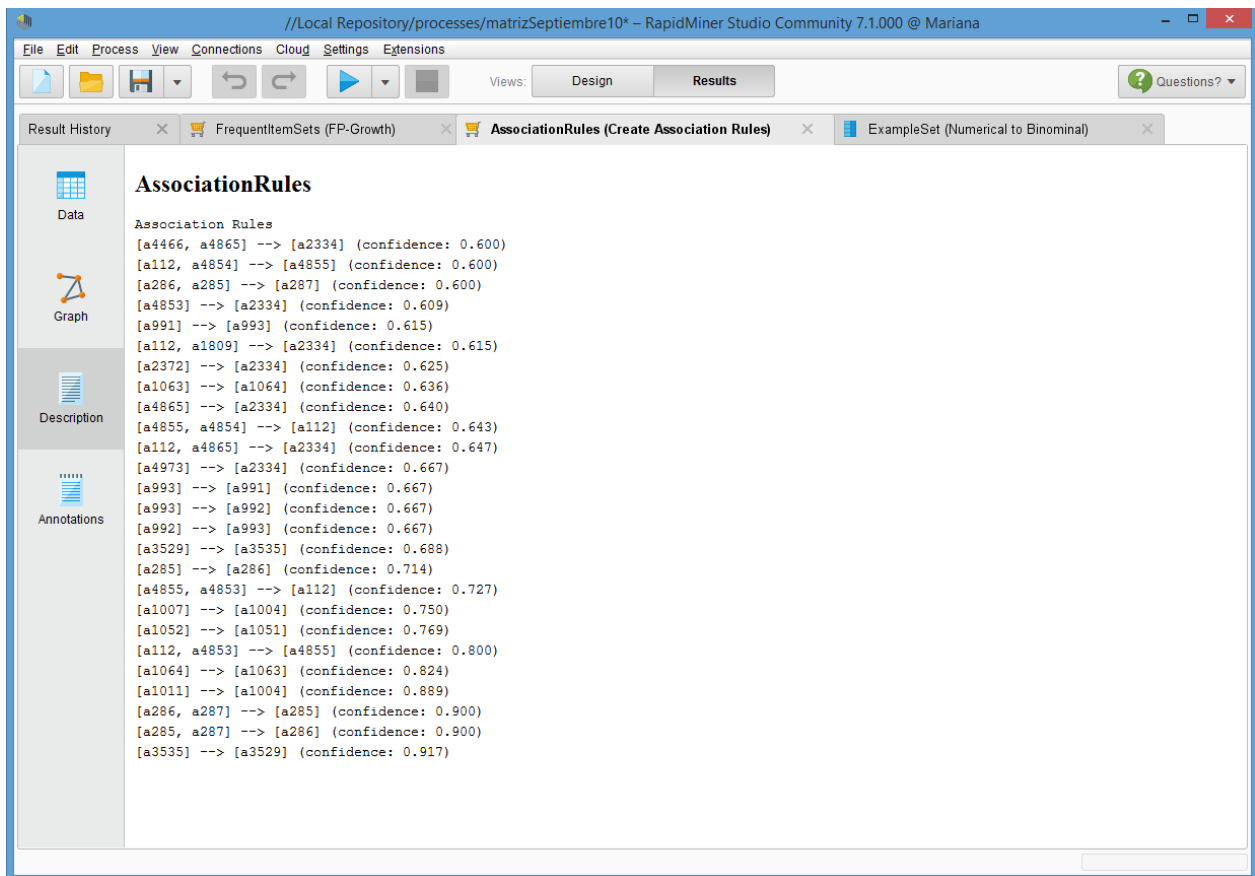 //Local Repository/processes/matrizSeptiembre10* – RapidMiner Studio Community 7.1.000 @ Mariana
File Edit Process View Connections Cloud Settings Extensions
Views: Design Results Questions?
Result History FrequentItemSets (FP-Growth) AssociationRules (Create Association Rules) ExampleSet (Numerical to Binominal)
Data
Graph
Description
Annotations
AssociationRules
Association Rules
[a4466, a4865] --> [a2334] (confidence: 0.600)
[a112, a4854] --> [a4855] (confidence: 0.600)
[a286, a285] --> [a287] (confidence: 0.600)
[a4853] --> [a2334] (confidence: 0.609)
[a991] --> [a993] (confidence: 0.615)
[a112, a1809] --> [a2334] (confidence: 0.615)
[a2372] --> [a2334] (confidence: 0.625)
[a1063] --> [a1064] (confidence: 0.636)
[a4865] --> [a2334] (confidence: 0.640)
[a4855, a4854] --> [a112] (confidence: 0.643)
[a112, a4865] --> [a2334] (confidence: 0.647)
[a4973] --> [a2334] (confidence: 0.667)
[a993] --> [a991] (confidence: 0.667)
[a993] --> [a992] (confidence: 0.667)
[a992] --> [a993] (confidence: 0.667)
[a3529] --> [a3535] (confidence: 0.688)
[a285] --> [a286] (confidence: 0.714)
[a4855, a4853] --> [a112] (confidence: 0.727)
[a1007] --> [a1004] (confidence: 0.750)
[a1052] --> [a1051] (confidence: 0.769)
[a112, a4853] --> [a4855] (confidence: 0.800)
[a1064] --> [a1063] (confidence: 0.824)
[a1011] --> [a1004] (confidence: 0.889)
[a286, a287] --> [a285] (confidence: 0.900)
[a285, a287] --> [a286] (confidence: 0.900)
[a3535] --> [a3529] (confidence: 0.917)